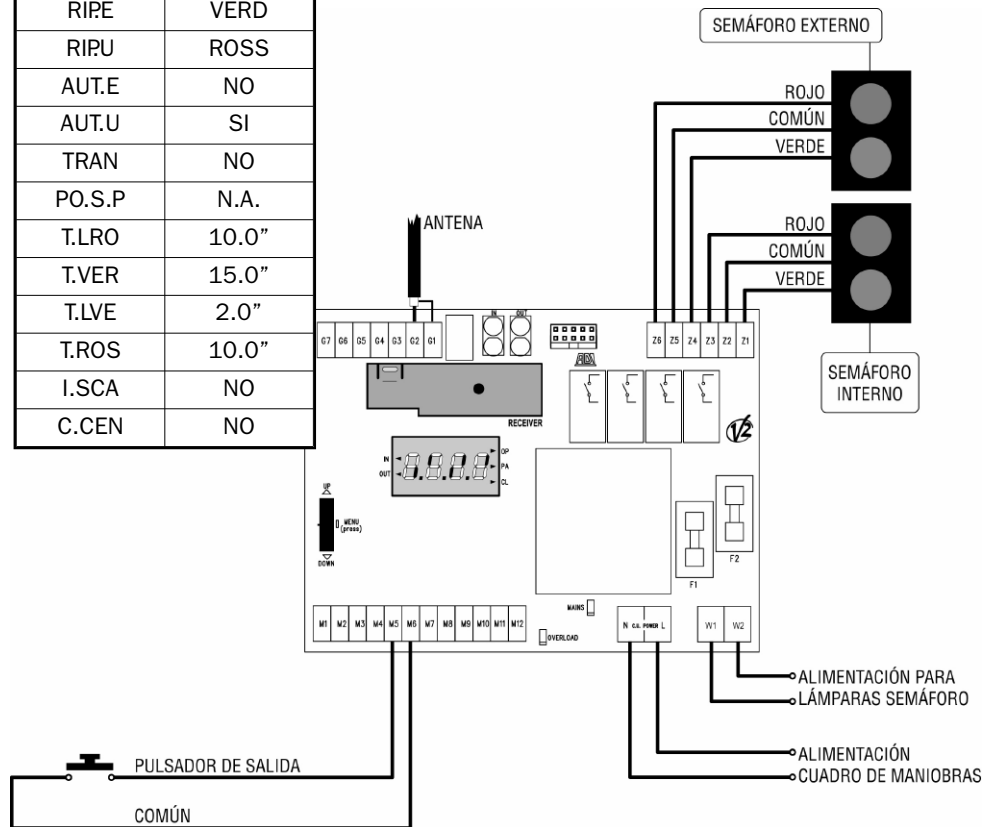 RIP.E VERD
RIP.U ROSS
AUT.E NO
AUT.U SI
TRAN NO
PO.S.P N.A.
T.LRO 10.0”
T.VER 15.0”
T.LVE 2.0”
T.ROS 10.0”
I.SCA NO
C.CEN NO
SEMÁFORO EXTERNO
ROJO
COMÚN
VERDE
ROJO
COMÚN
VERDE
SEMÁFORO
INTERNO
ANTENA
IN OUT
G7 G6 G5 G4 G3 G2 G1
Z6 Z5 Z4 Z3 Z2 Z1
ADI
RECEIVER
V2
IN
OUT
OP
PA
CL
UP
MENU
(press)
DOWN
F1
F2
MAINS
OVERLOAD
M1 M2 M3 M4 M5 M6 M7 M8 M9 M10 M11 M12
N C.S. POWER L
W1 W2
ALIMENTACIÓN PARA
LÁMPARAS SEMÁFORO
ALIMENTACIÓN
CUADRO DE MANIOBRAS
PULSADOR DE SALIDA
COMÚN